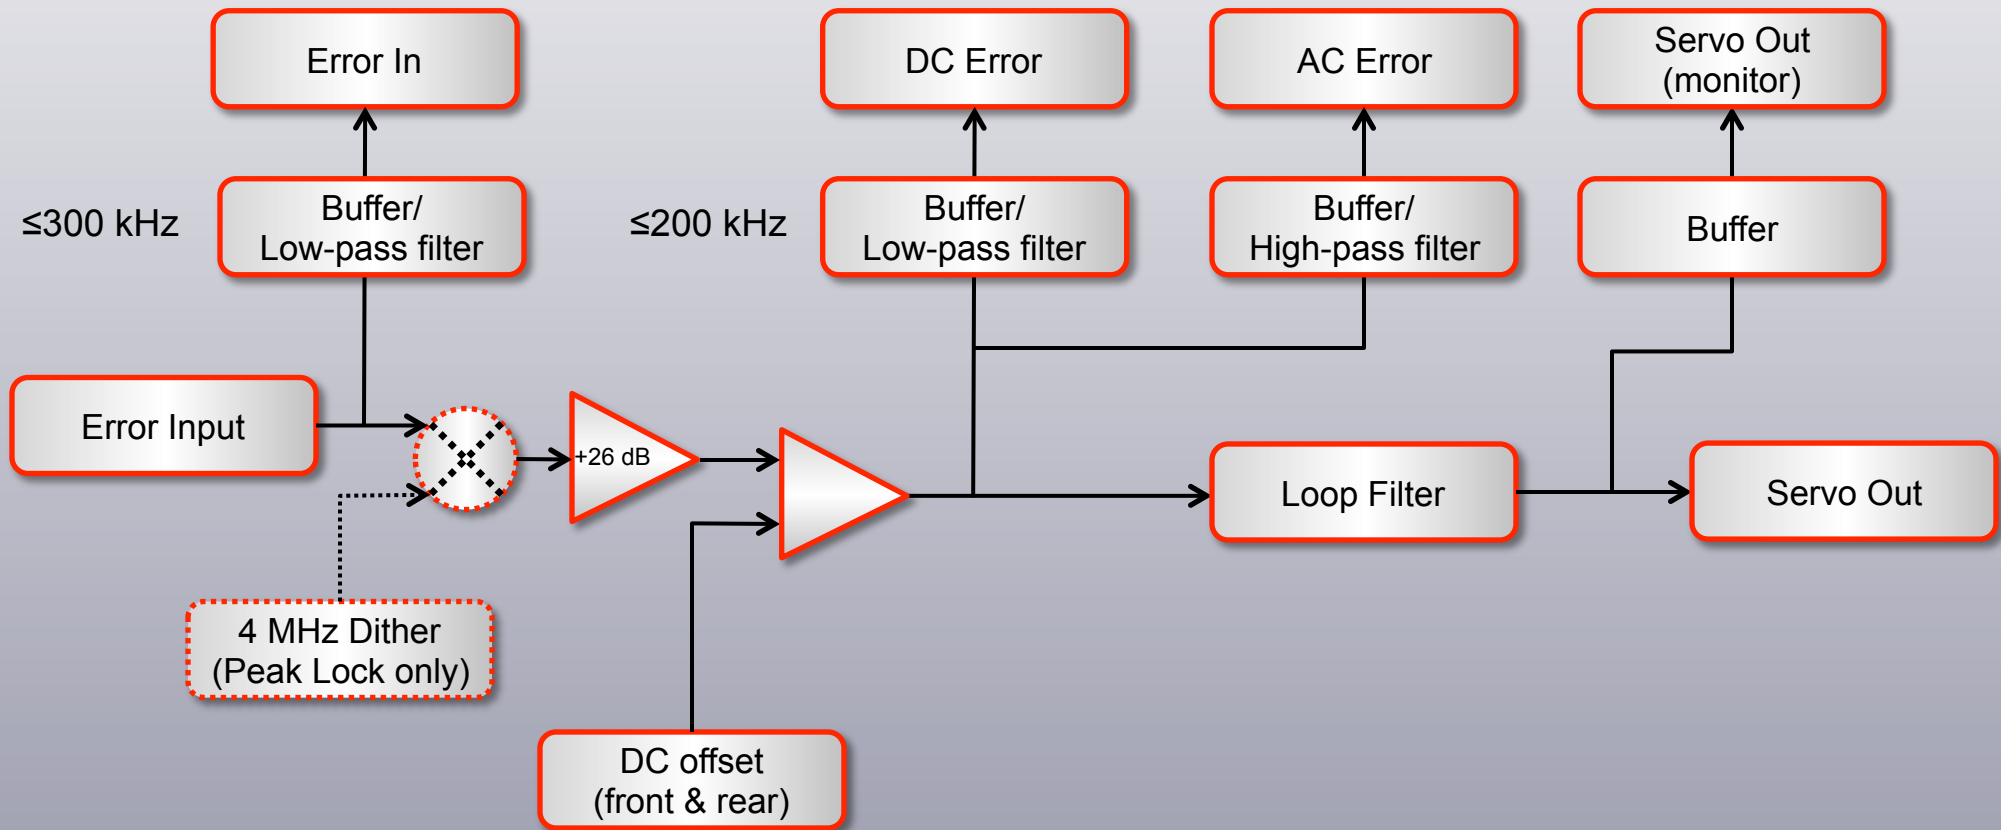 Error In
DC Error
AC Error
Servo Out
(monitor)
≤300 kHz
Buffer/
Low-pass filter
≤200 kHz
Buffer/
Low-pass filter
Buffer/
High-pass filter
Buffer
Error Input
+26 dB
Loop Filter
Servo Out
4 MHz Dither
(Peak Lock only)
DC offset
(front & rear)